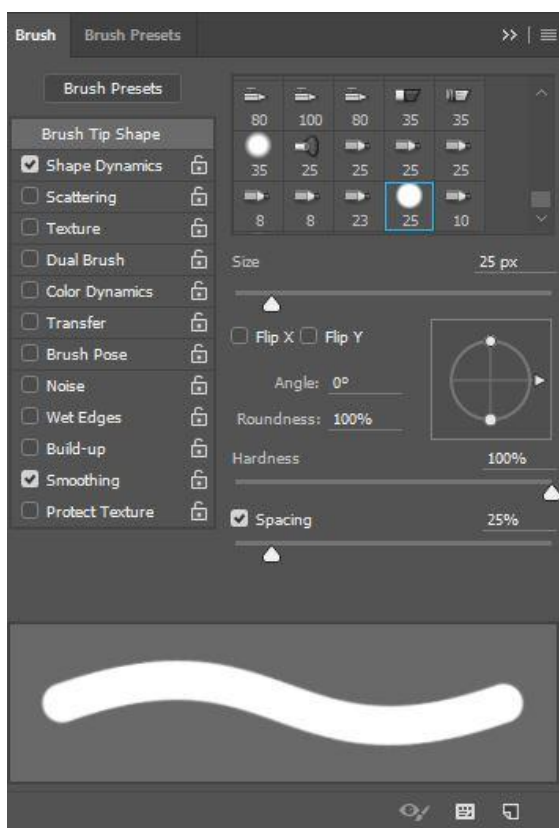 Brush Brush Presets
Brush Presets
80 100 80 35 35
35 25 25 25 25
8 8 23 25 10
Brush Tip Shape
Shape Dynamics
Scattering
Texture
Dual Brush
Color Dynamics
Transfer
Brush Pose
Noise
Wet Edges
Build-up
Smoothing
Protect Texture
Size 25 px
Flip X Flip Y
Angle: 0°
Roundness: 100%
Hardness 100%
Spacing 25%